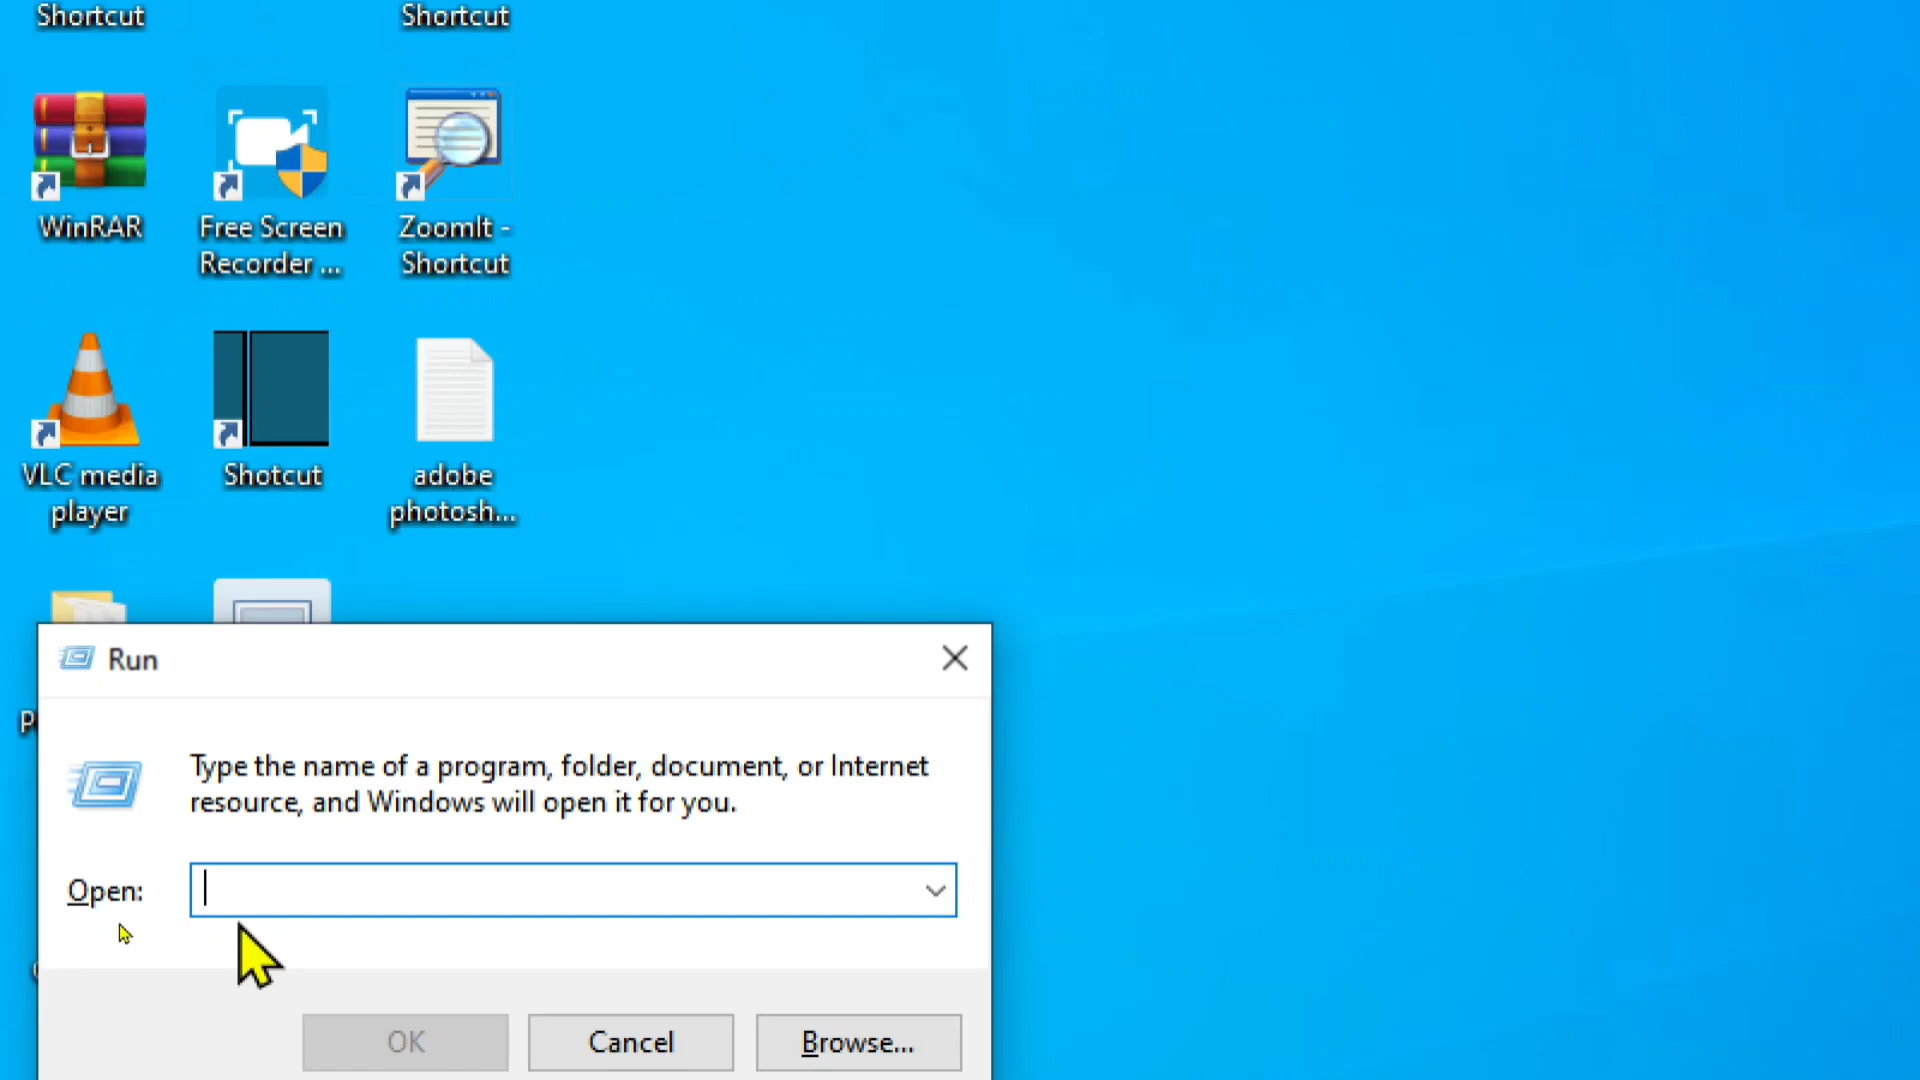 Shortcut
Shortcut
WinRAR
Free Screen
Recorder ...
ZoomIt -
Shortcut
VLC media
player
Shotcut
adobe
photosh...
Run
Type the name of a program, folder, document, or Internet
resource, and Windows will open it for you.
Open:
OK
Cancel
Browse...